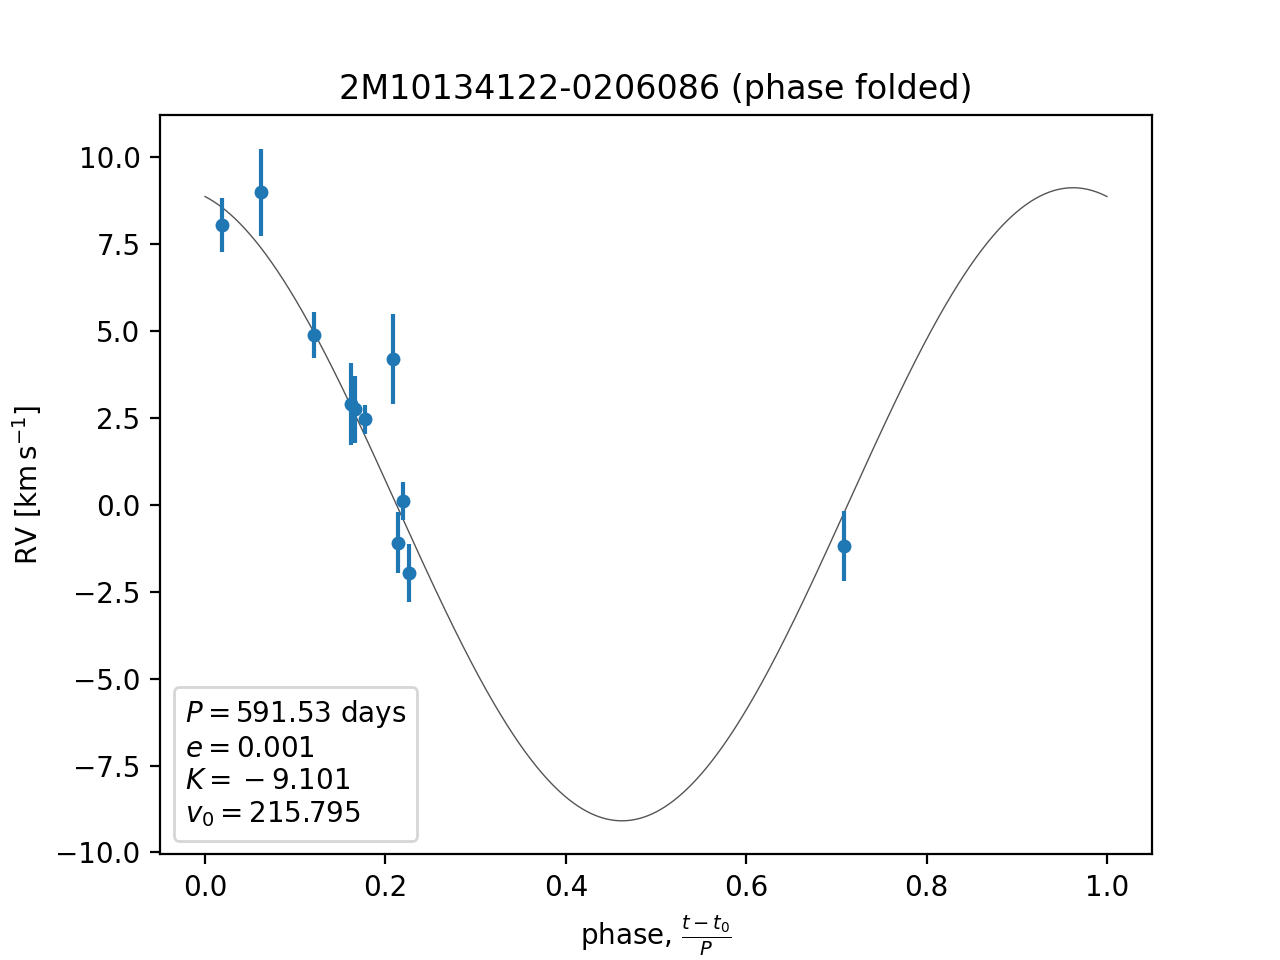 2M10134122-0206086 (phase folded)
10.0
7.5
5.0
2.5
0.0
−2.5
−5.0
−7.5
−10.0
RV [km s⁻¹]
P = 591.53 days
e = 0.001
K = −9.101
v₀ = 215.795
0.0 0.2 0.4 0.6 0.8 1.0
phase, (t − t₀)/P